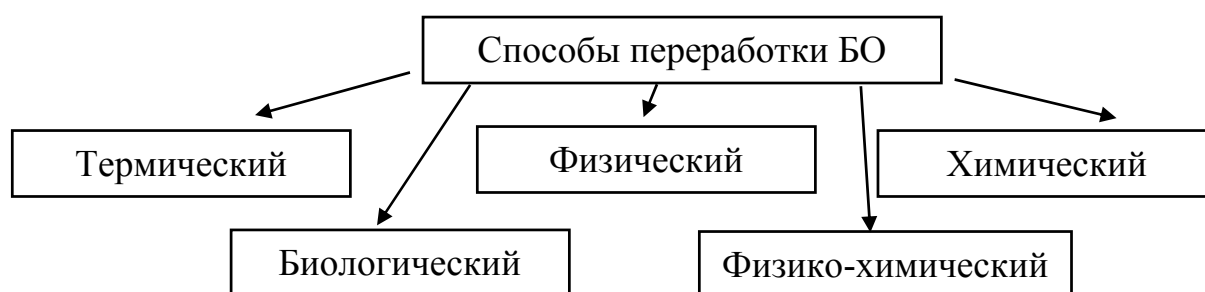 Способы переработки БО
Термический
Физический
Химический
Биологический
Физико-химический